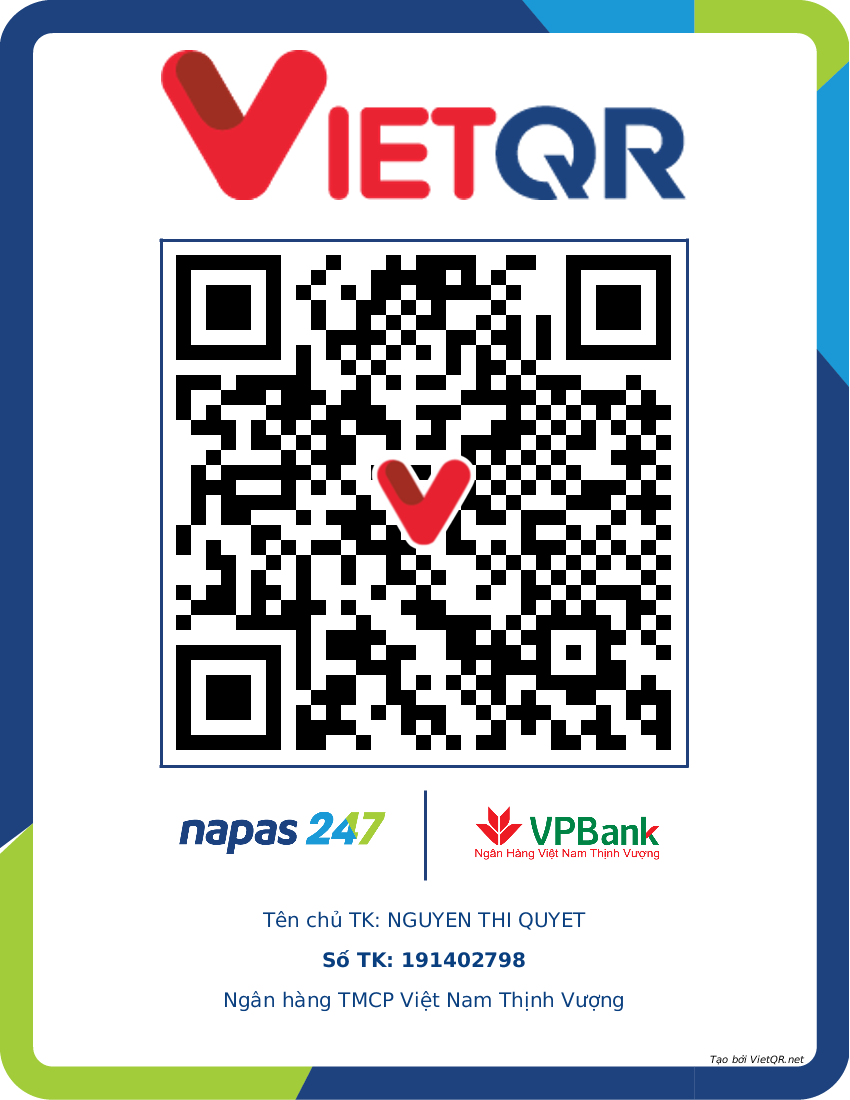 VIETQR
napas 247
VPBank
Ngân Hàng Việt Nam Thịnh Vượng
Tên chủ TK: NGUYEN THI QUYET
Số TK: 191402798
Ngân hàng TMCP Việt Nam Thịnh Vượng
Tạo bởi VietQR.net